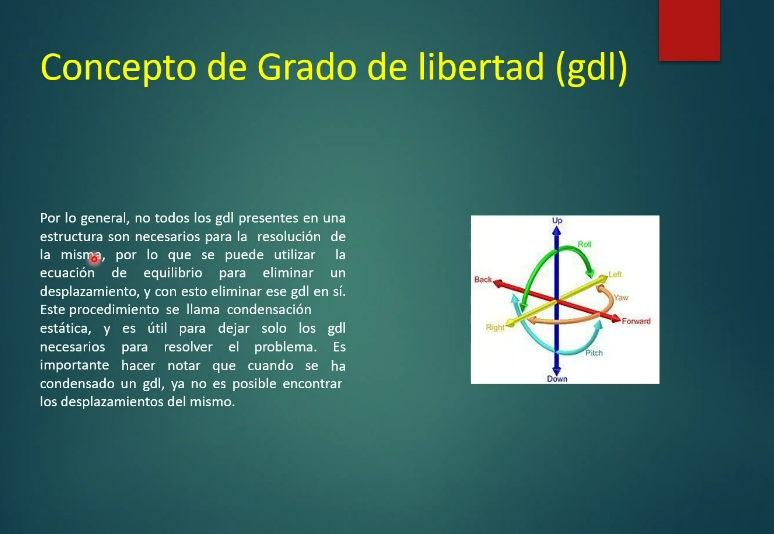 Concepto de Grado de libertad (gdl)
Por lo general, no todos los gdl presentes en una
estructura son necesarios para la resolución de
la misma, por lo que se puede utilizar la
ecuación de equilibrio para eliminar un
desplazamiento, y con esto eliminar ese gdl en sí.
Este procedimiento se llama condensación
estática, y es útil para dejar solo los gdl
necesarios para resolver el problema. Es
importante hacer notar que cuando se ha
condensado un gdl, ya no es posible encontrar
los desplazamientos del mismo.
Up
Roll
Left
Back
Yaw
Forward
Right
Pitch
Down